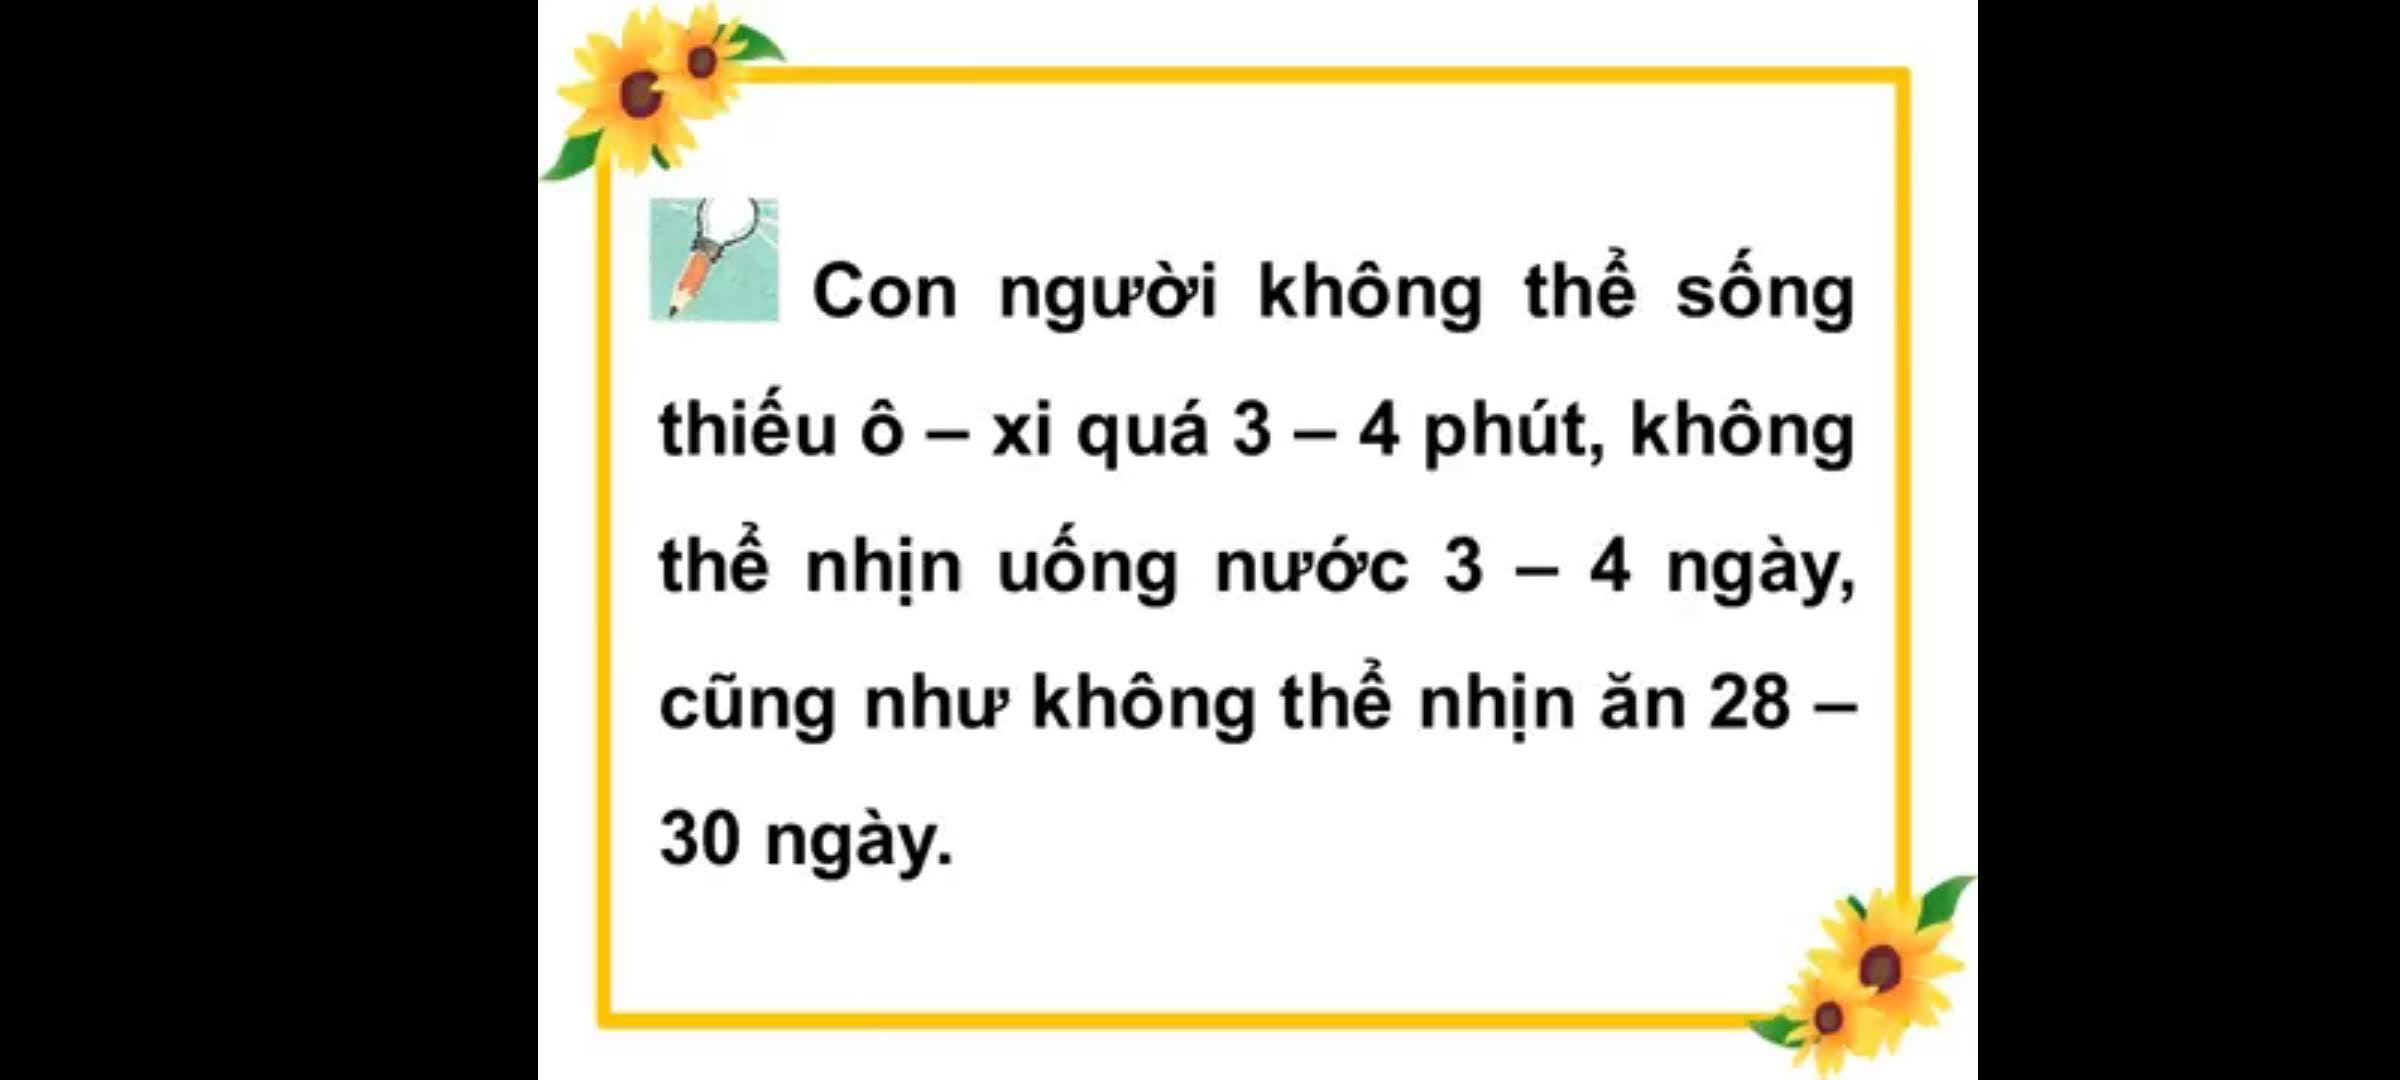 Con người không thể sống
thiếu ô – xi quá 3 – 4 phút, không
thể nhịn uống nước 3 – 4 ngày,
cũng như không thể nhịn ăn 28 –
30 ngày.